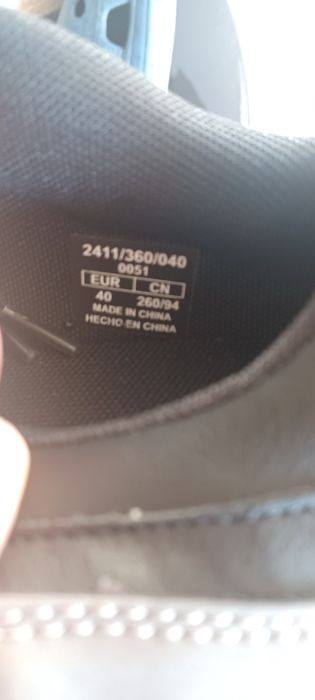 2411/360/040
0051
EUR CN
40 260/94
MADE IN CHINA
HECHO EN CHINA